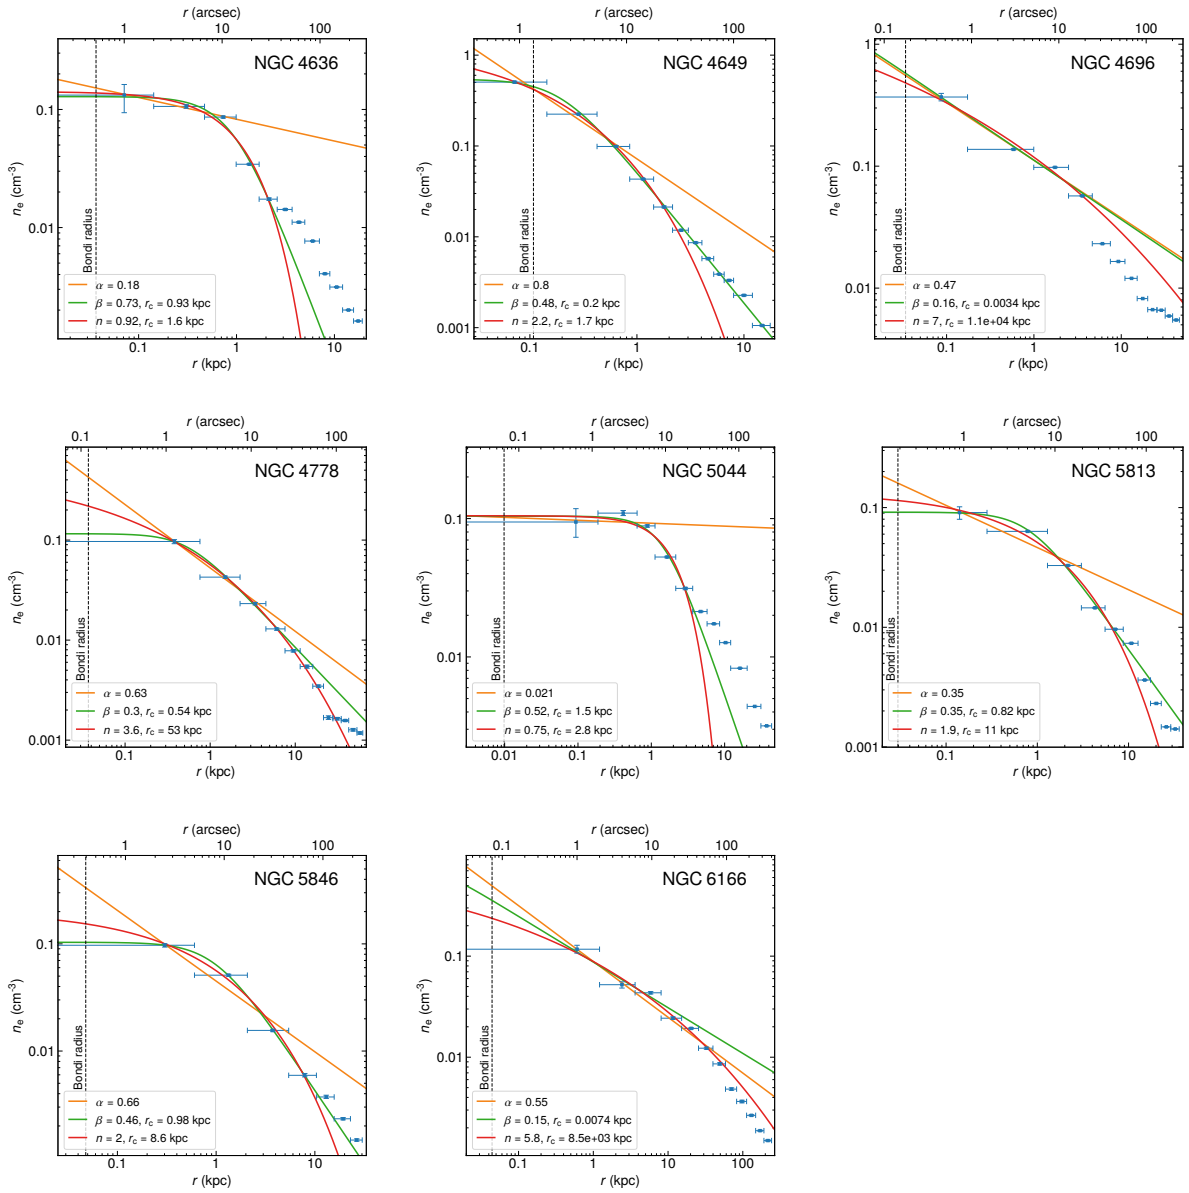 r (arcsec)
1 10 100
NGC 4636
n_e (cm^-3)
0.1
0.01
Bondi radius
α = 0.18
β = 0.73, r_c = 0.93 kpc
n = 0.92, r_c = 1.6 kpc
0.1 1 10
r (kpc)
r (arcsec)
1 10 100
NGC 4649
n_e (cm^-3)
1
0.1
0.01
0.001
Bondi radius
α = 0.8
β = 0.48, r_c = 0.2 kpc
n = 2.2, r_c = 1.7 kpc
0.1 1 10
r (kpc)
r (arcsec)
0.1 1 10 100
NGC 4696
n_e (cm^-3)
1
0.1
0.01
Bondi radius
α = 0.47
β = 0.16, r_c = 0.0034 kpc
n = 7, r_c = 1.1e+04 kpc
0.1 1 10
r (kpc)
r (arcsec)
0.1 1 10 100
NGC 4778
n_e (cm^-3)
0.1
0.01
0.001
Bondi radius
α = 0.63
β = 0.3, r_c = 0.54 kpc
n = 3.6, r_c = 53 kpc
0.1 1 10
r (kpc)
r (arcsec)
0.1 1 10 100
NGC 5044
n_e (cm^-3)
0.1
0.01
Bondi radius
α = 0.021
β = 0.52, r_c = 1.5 kpc
n = 0.75, r_c = 2.8 kpc
0.01 0.1 1 10
r (kpc)
r (arcsec)
1 10 100
NGC 5813
n_e (cm^-3)
0.1
0.01
0.001
Bondi radius
α = 0.35
β = 0.35, r_c = 0.82 kpc
n = 1.9, r_c = 11 kpc
0.1 1 10
r (kpc)
r (arcsec)
1 10 100
NGC 5846
n_e (cm^-3)
0.1
0.01
Bondi radius
α = 0.66
β = 0.46, r_c = 0.98 kpc
n = 2, r_c = 8.6 kpc
0.1 1 10
r (kpc)
r (arcsec)
0.1 1 10 100
NGC 6166
n_e (cm^-3)
0.1
0.01
Bondi radius
α = 0.55
β = 0.15, r_c = 0.0074 kpc
n = 5.8, r_c = 8.5e+03 kpc
0.1 1 10 100
r (kpc)